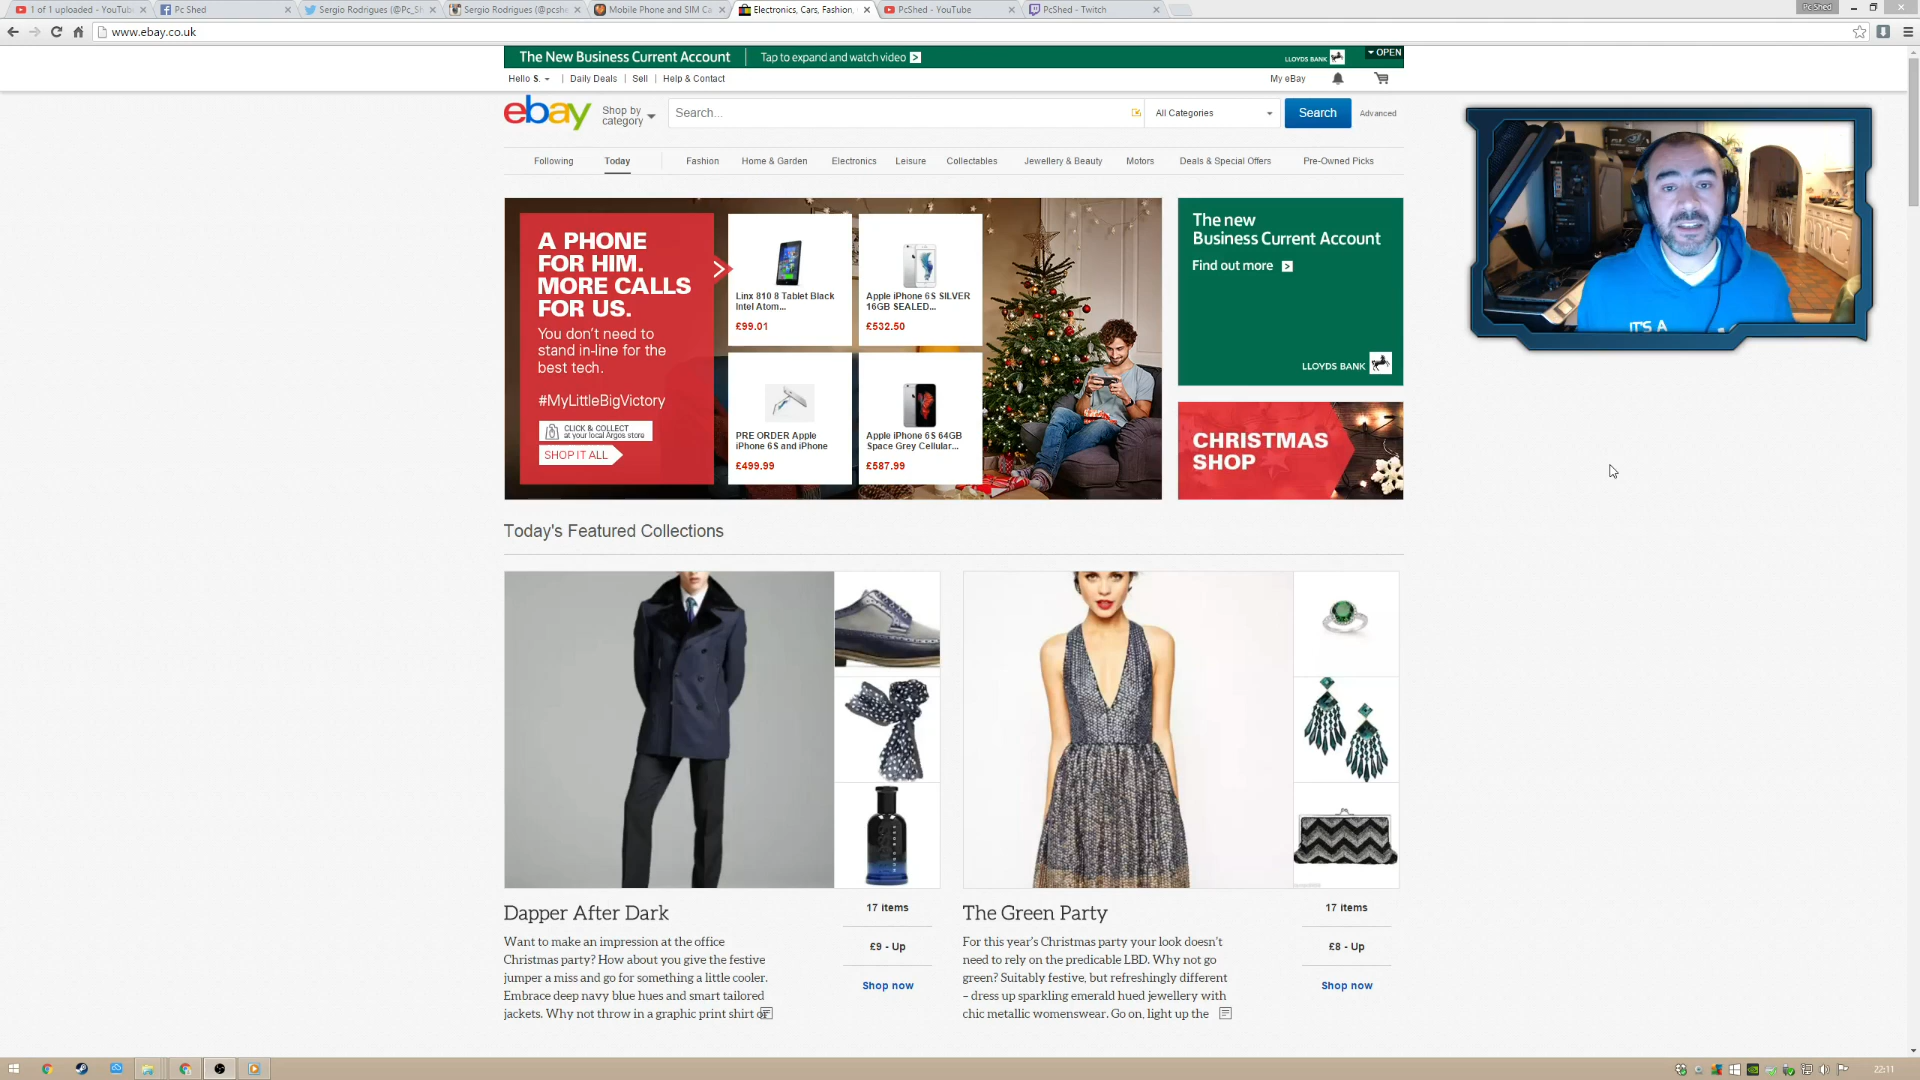 1 of 1 uploaded - YouTub
Pc Shed
Sergio Rodrigues (@Pc_Sh
Sergio Rodrigues (@pcshe
Mobile Phone and SIM Ca
Electronics, Cars, Fashion,
PcShed - YouTube
PcShed - Twitch
PcShed
www.ebay.co.uk
The New Business Current Account
Tap to expand and watch video
LLOYDS BANK
OPEN
Hello S.
Daily Deals
Sell
Help & Contact
My eBay
ebay
Shop by
category
Search...
All Categories
Search
Advanced
Following
Today
Fashion
Home & Garden
Electronics
Leisure
Collectables
Jewellery & Beauty
Motors
Deals & Special Offers
Pre-Owned Picks
A PHONE
FOR HIM.
MORE CALLS
FOR US.
You don't need to
stand in-line for the
best tech.
#MyLittleBigVictory
CLICK & COLLECT
at your local Argos store
SHOP IT ALL
Linx 810 8 Tablet Black
Intel Atom...
£99.01
Apple iPhone 6S SILVER
16GB SEALED...
£532.50
PRE ORDER Apple
iPhone 6S and iPhone
£499.99
Apple iPhone 6S 64GB
Space Grey Cellular...
£587.99
The new
Business Current Account
Find out more
LLOYDS BANK
CHRISTMAS
SHOP
IT'S A
Today's Featured Collections
Dapper After Dark
Want to make an impression at the office
Christmas party? How about you give the festive
jumper a miss and go for something a little cooler.
Embrace deep navy blue hues and smart tailored
jackets. Why not throw in a graphic print shirt
17 items
£9 - Up
Shop now
The Green Party
For this year's Christmas party your look doesn't
need to rely on the predicable LBD. Why not go
green? Suitably festive, but refreshingly different
– dress up sparkling emerald hued jewellery with
chic metallic womenswear. Go on, light up the
17 items
£8 - Up
Shop now
22:11